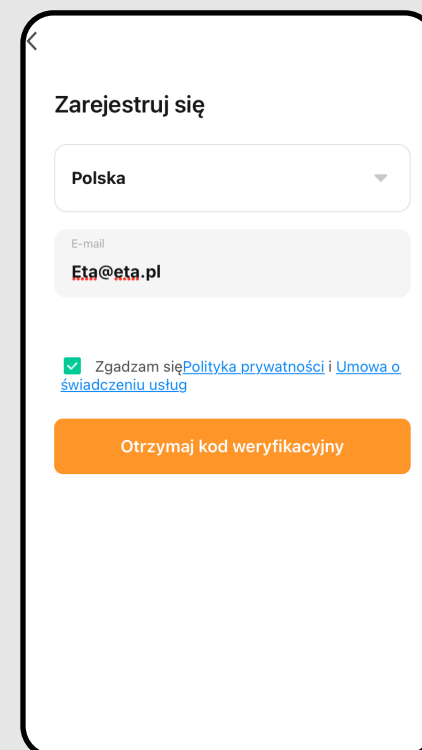 Zarejestruj się
Polska
E-mail
Eta@eta.pl
Zgadzam sięPolityka prywatności i Umowa o
świadczeniu usług
Otrzymaj kod weryfikacyjny